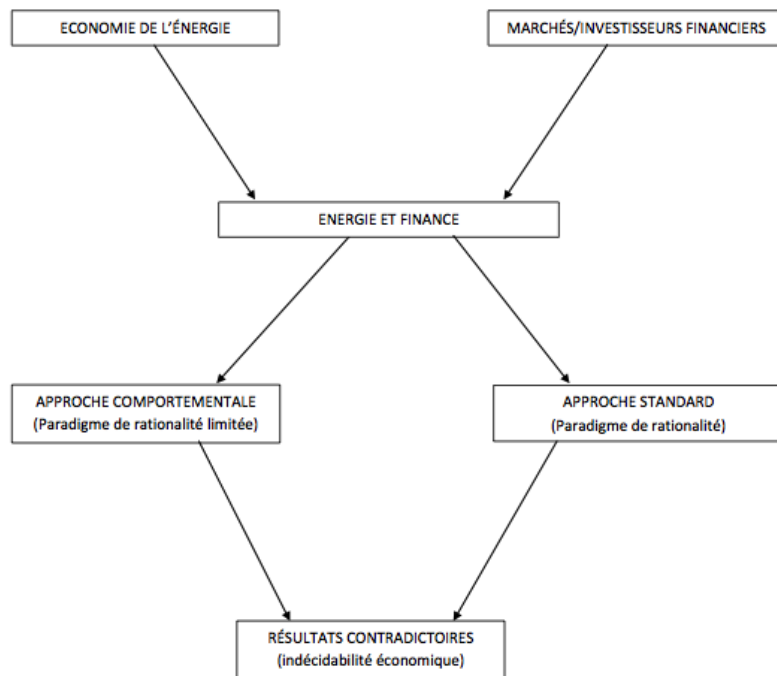 ECONOMIE DE L'ÉNERGIE
MARCHÉS/INVESTISSEURS FINANCIERS
ENERGIE ET FINANCE
APPROCHE COMPORTEMENTALE
(Paradigme de rationalité limitée)
APPROCHE STANDARD
(Paradigme de rationalité)
RÉSULTATS CONTRADICTOIRES
(indécidabilité économique)